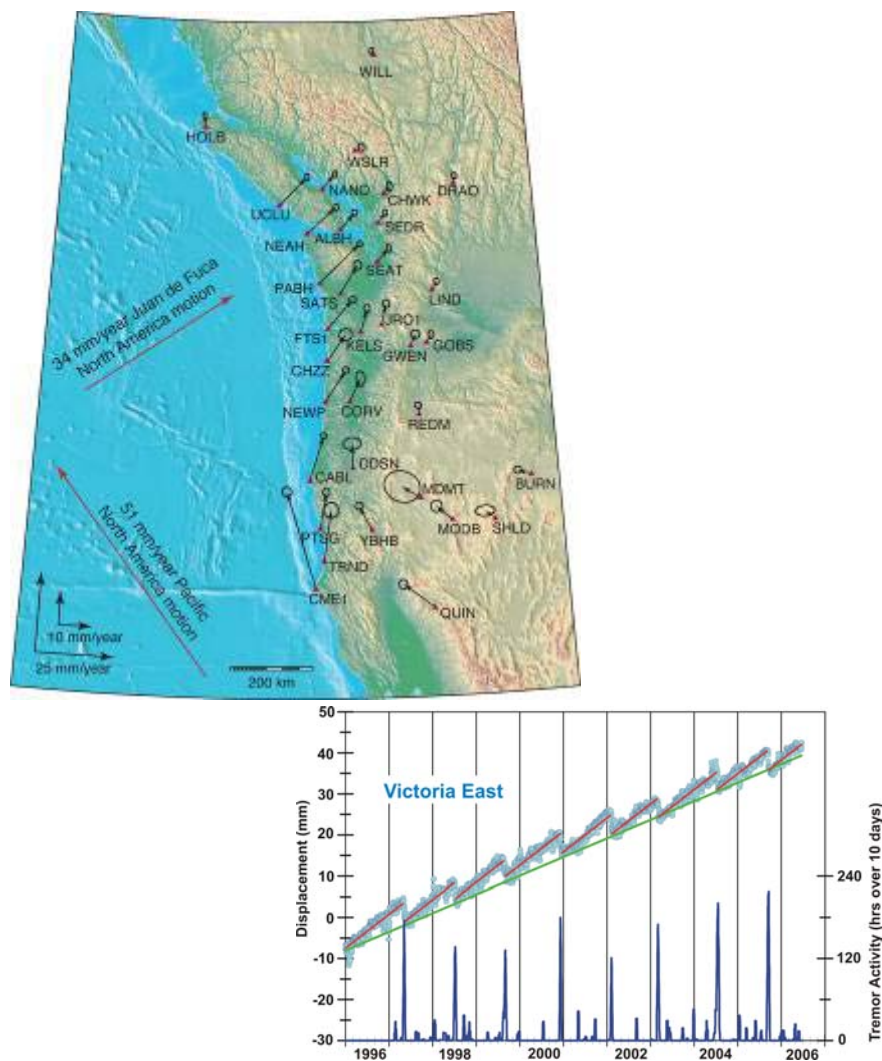 WILL
HOLB
WSLR
NANO
CHWK
DRAO
UCLU
ALBH
SEDR
NEAH
SEAT
PABH
LIND
SATS
34 mm/year Juan de Fuca
North America motion
JRO1
FTS1
KELS
GWEN
GOBS
CHZZ
NEWP
CORV
REDM
DDSN
CABL
MDMT
BURN
51 mm/year Pacific
North America motion
PTSG
YBHB
MODB
SHLD
TRND
CME1
QUIN
10 mm/year
25 mm/year
200 km
Victoria East
Displacement (mm)
50
40
30
20
10
0
-10
-20
-30
240
120
0
Tremor Activity (hrs over 10 days)
1996
1998
2000
2002
2004
2006